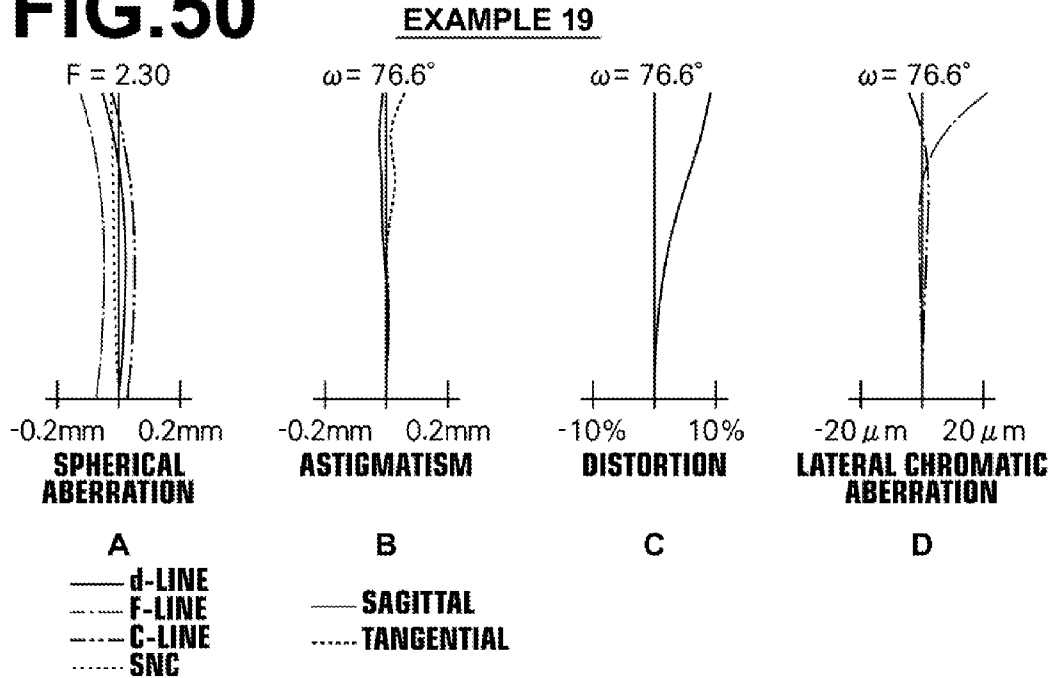 FIG.50
EXAMPLE 19
F = 2.30
ω= 76.6°
ω= 76.6°
ω= 76.6°
-0.2mm 0.2mm
-0.2mm 0.2mm
-10% 10%
-20μm 20μm
SPHERICAL
ABERRATION
ASTIGMATISM
DISTORTION
LATERAL CHROMATIC
ABERRATION
A
B
C
D
d-LINE
F-LINE
C-LINE
SNC
SAGITTAL
TANGENTIAL